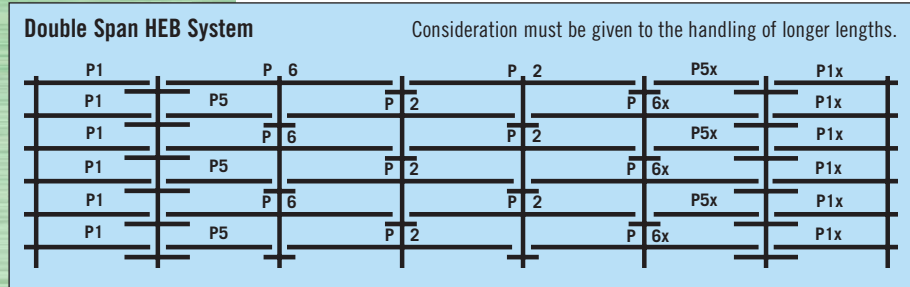 Double Span HEB System Consideration must be given to the handling of longer lengths.
P1 P 6 P 2 P5x P1x
P1 P5 P 2 P 6x P1x
P1 P 6 P 2 P5x P1x
P1 P5 P 2 P 6x P1x
P1 P 6 P 2 P5x P1x
P1 P5 P 2 P 6x P1x